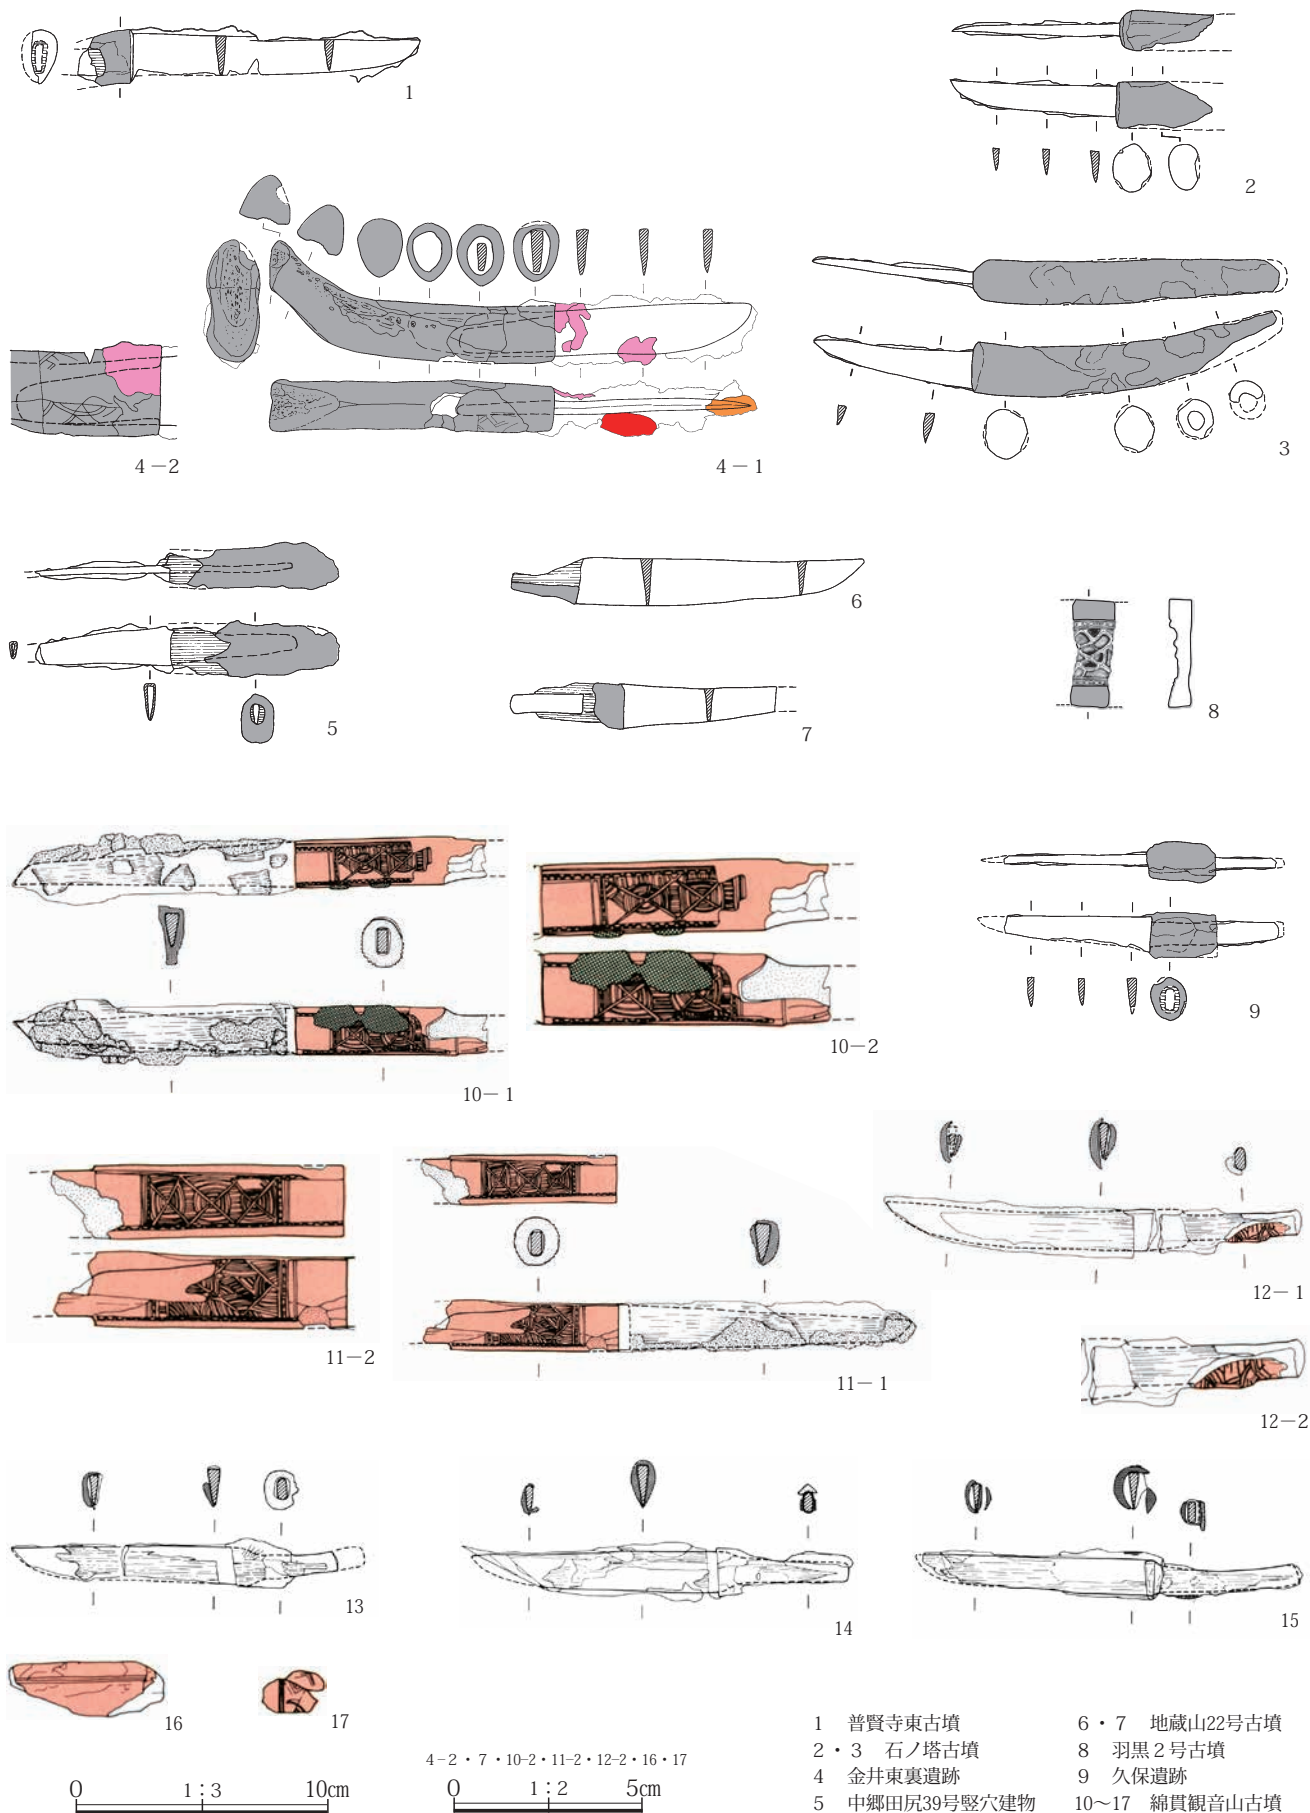 1
2
4－2
4－1
3
5
6
7
8
10－1
10－2
9
11－2
11－1
12－1
12－2
13
14
15
16
17
0 1：3 10cm
4－2・7・10－2・11－2・12－2・16・17
0 1：2 5cm
1 普賢寺東古墳
2・3 石ノ塔古墳
4 金井東裏遺跡
5 中郷田尻39号竪穴建物
6・7 地蔵山22号古墳
8 羽黒２号古墳
9 久保遺跡
10～17 綿貫観音山古墳